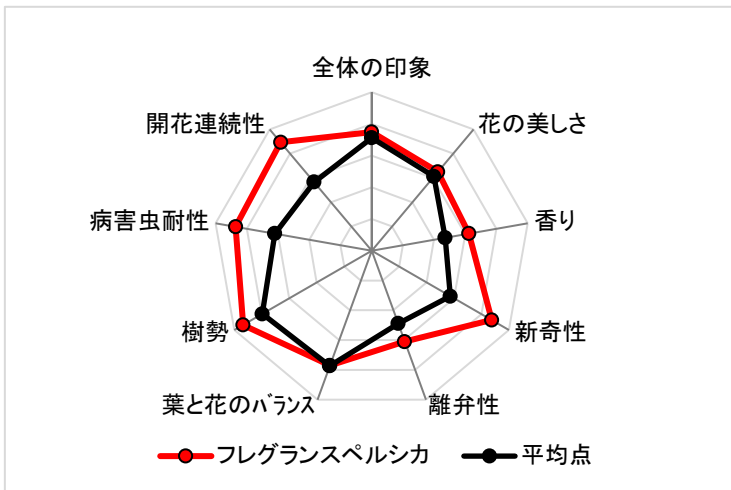 全体の印象
開花連続性
花の美しさ
病害虫耐性
香り
樹勢
新奇性
葉と花のバランス
離弁性
フレグランスペルシカ
平均点